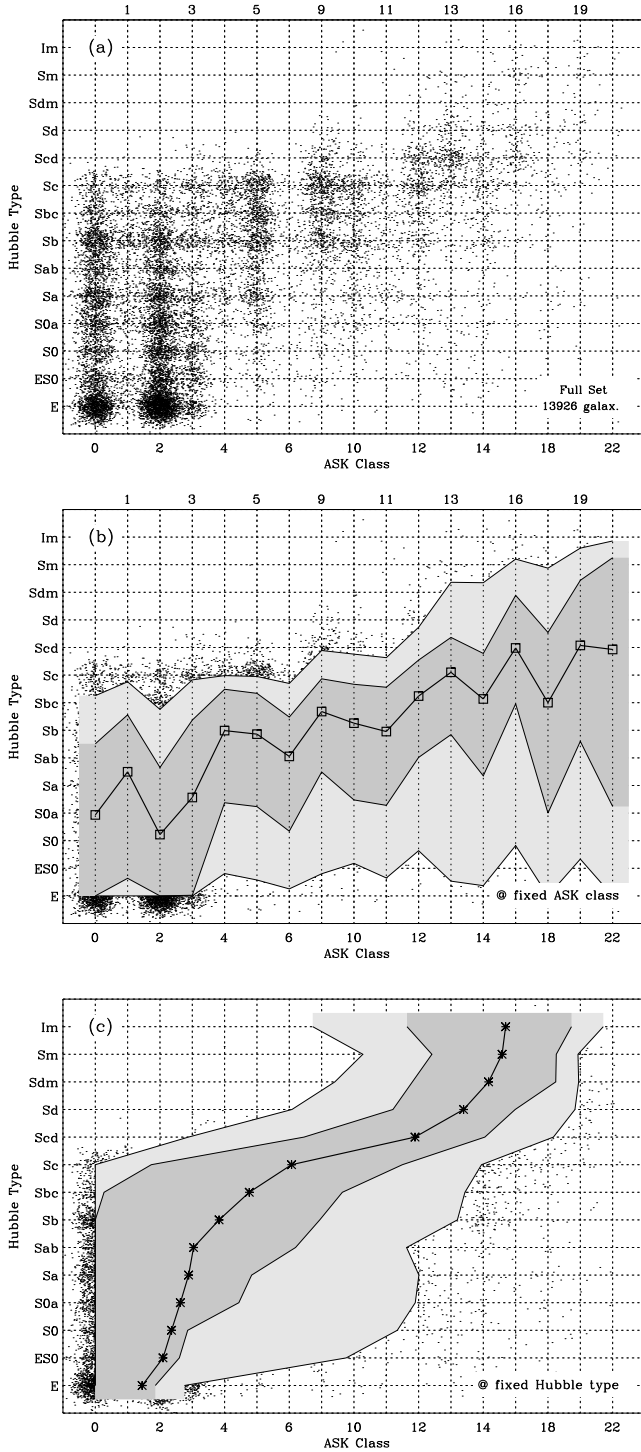 1 3 5 9 11 13 16 19
(a)
Im
Sm
Sdm
Sd
Scd
Sc
Sbc
Sb
Sab
Sa
S0a
S0
ES0
E
Hubble Type
Full Set
13926 galax.
0 2 4 6 10 12 14 18 22
ASK Class
1 3 5 9 11 13 16 19
(b)
Im
Sm
Sdm
Sd
Scd
Sc
Sbc
Sb
Sab
Sa
S0a
S0
ES0
E
Hubble Type
@ fixed ASK class
0 2 4 6 10 12 14 18 22
ASK Class
(c)
Im
Sm
Sdm
Sd
Scd
Sc
Sbc
Sb
Sab
Sa
S0a
S0
ES0
E
Hubble Type
@ fixed Hubble type
0 2 4 6 10 12 14 18 22
ASK Class